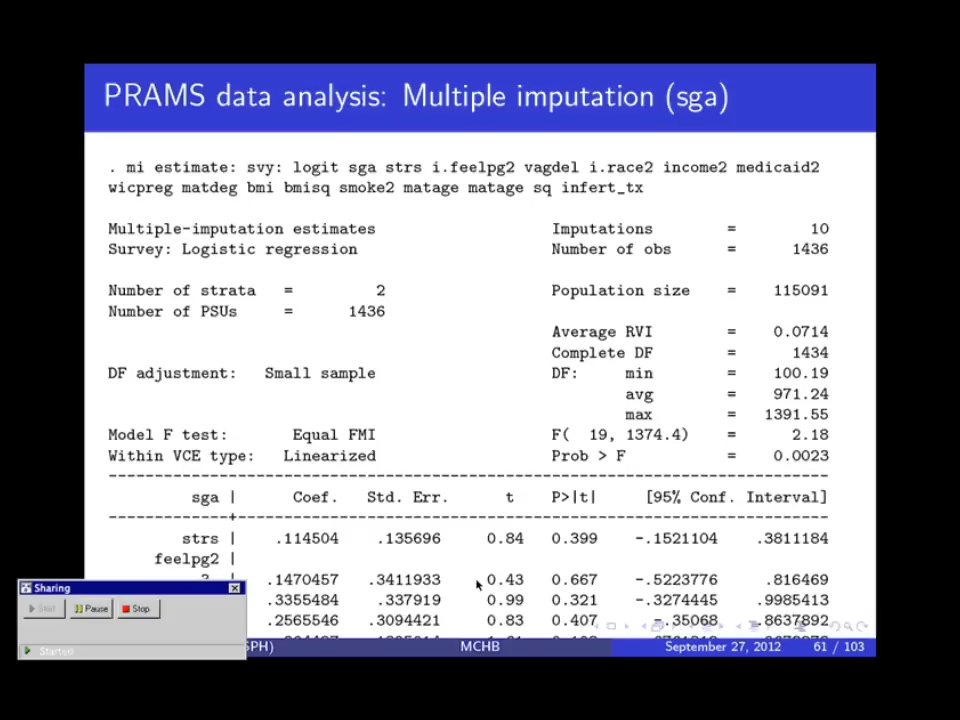 PRAMS data analysis: Multiple imputation (sga)
. mi estimate: svy: logit sga strs i.feelpg2 vagdel i.race2 income2 medicaid2
wicpreg matdeg bmi bmisq smoke2 matage matage sq infert_tx
Multiple-imputation estimates Imputations = 10
Survey: Logistic regression Number of obs = 1436
Number of strata = 2 Population size = 115091
Number of PSUs = 1436
Average RVI = 0.0714
Complete DF = 1434
DF adjustment: Small sample DF: min = 100.19
avg = 971.24
max = 1391.55
Model F test: Equal FMI F( 19, 1374.4) = 2.18
Within VCE type: Linearized Prob > F = 0.0023
sga | Coef. Std. Err. t P>|t| [95% Conf. Interval]
strs | .114504 .135696 0.84 0.399 -.1521104 .3811184
feelpg2 |
.1470457 .3411933 0.43 0.667 -.5223776 .816469
.3355484 .337919 0.99 0.321 -.3274445 .9985413
.2565546 .3094421 0.83 0.407 -.35068 .8637892
Sharing
Start Pause Stop
Started
SPH) MCHB September 27, 2012 61 / 103